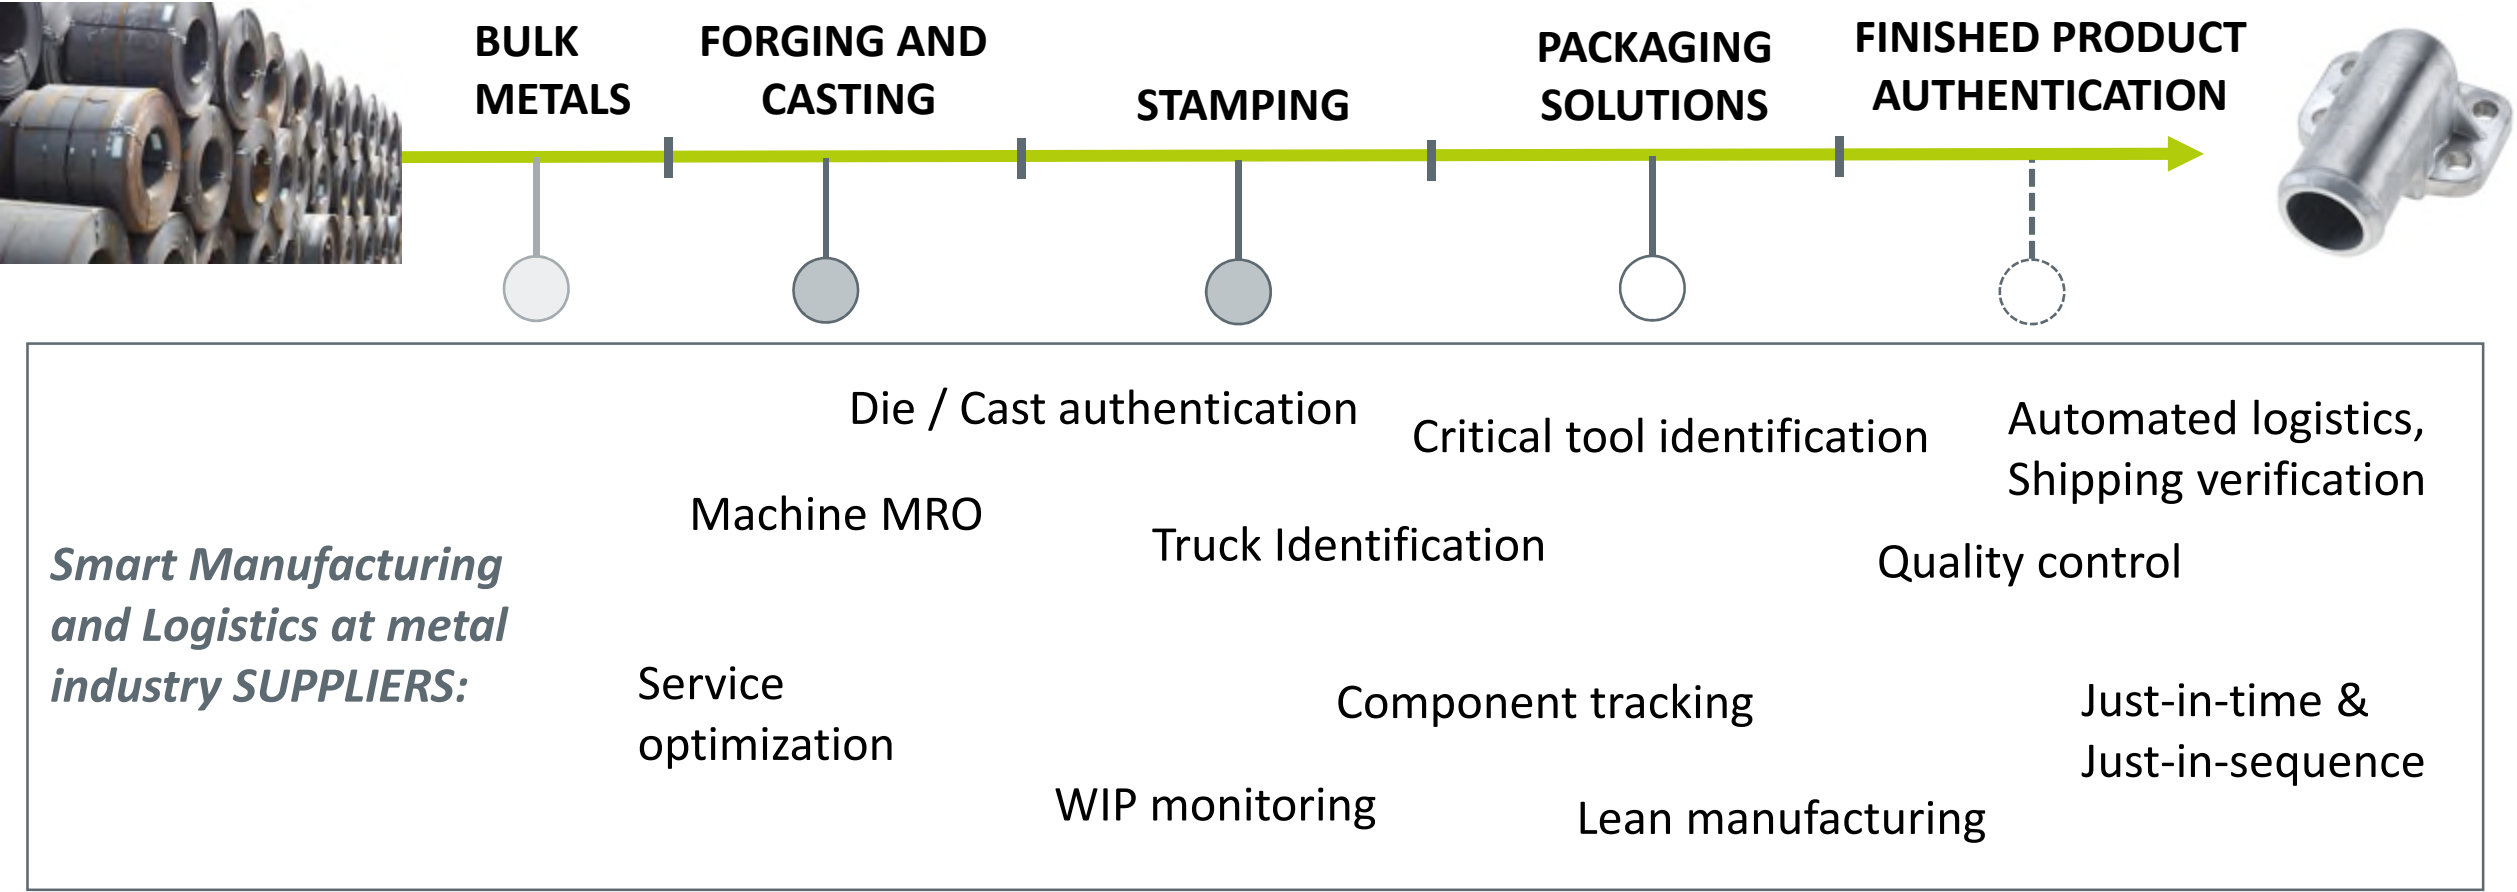 BULK
METALS
FORGING AND
CASTING
STAMPING
PACKAGING
SOLUTIONS
FINISHED PRODUCT
AUTHENTICATION
Smart Manufacturing
and Logistics at metal
industry SUPPLIERS:
Die / Cast authentication
Critical tool identification
Automated logistics,
Shipping verification
Machine MRO
Truck Identification
Quality control
Service
optimization
Component tracking
Just-in-time &
Just-in-sequence
WIP monitoring
Lean manufacturing